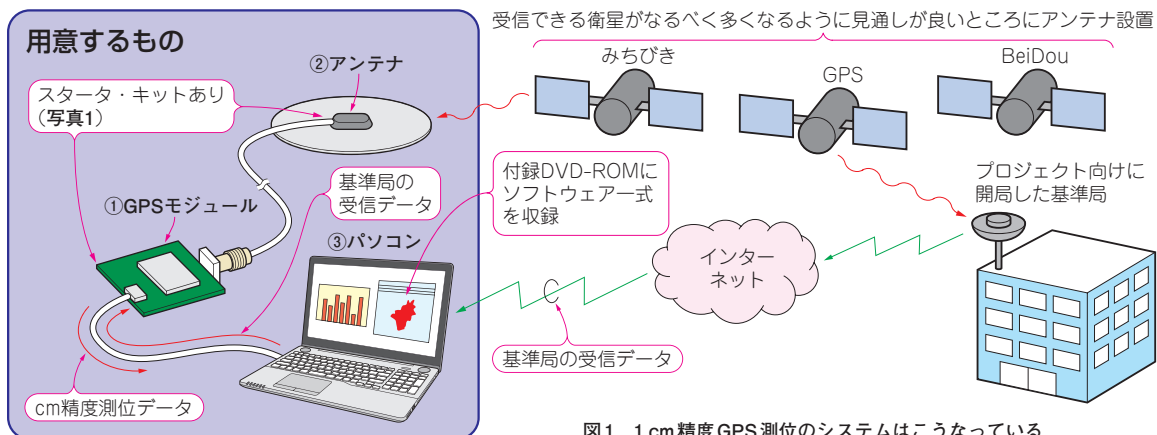 用意するもの
②アンテナ
スタータ・キットあり
(写真1)
①GPSモジュール
基準局の
受信データ
③パソコン
cm精度測位データ
受信できる衛星がなるべく多くなるように見通しが良いところにアンテナ設置
みちびき
GPS
BeiDou
付録DVD-ROMに
ソフトウェア一式
を収録
プロジェクト向けに
開局した基準局
インター
ネット
基準局の受信データ
図1 1cm精度GPS測位のシステムはこうなっている